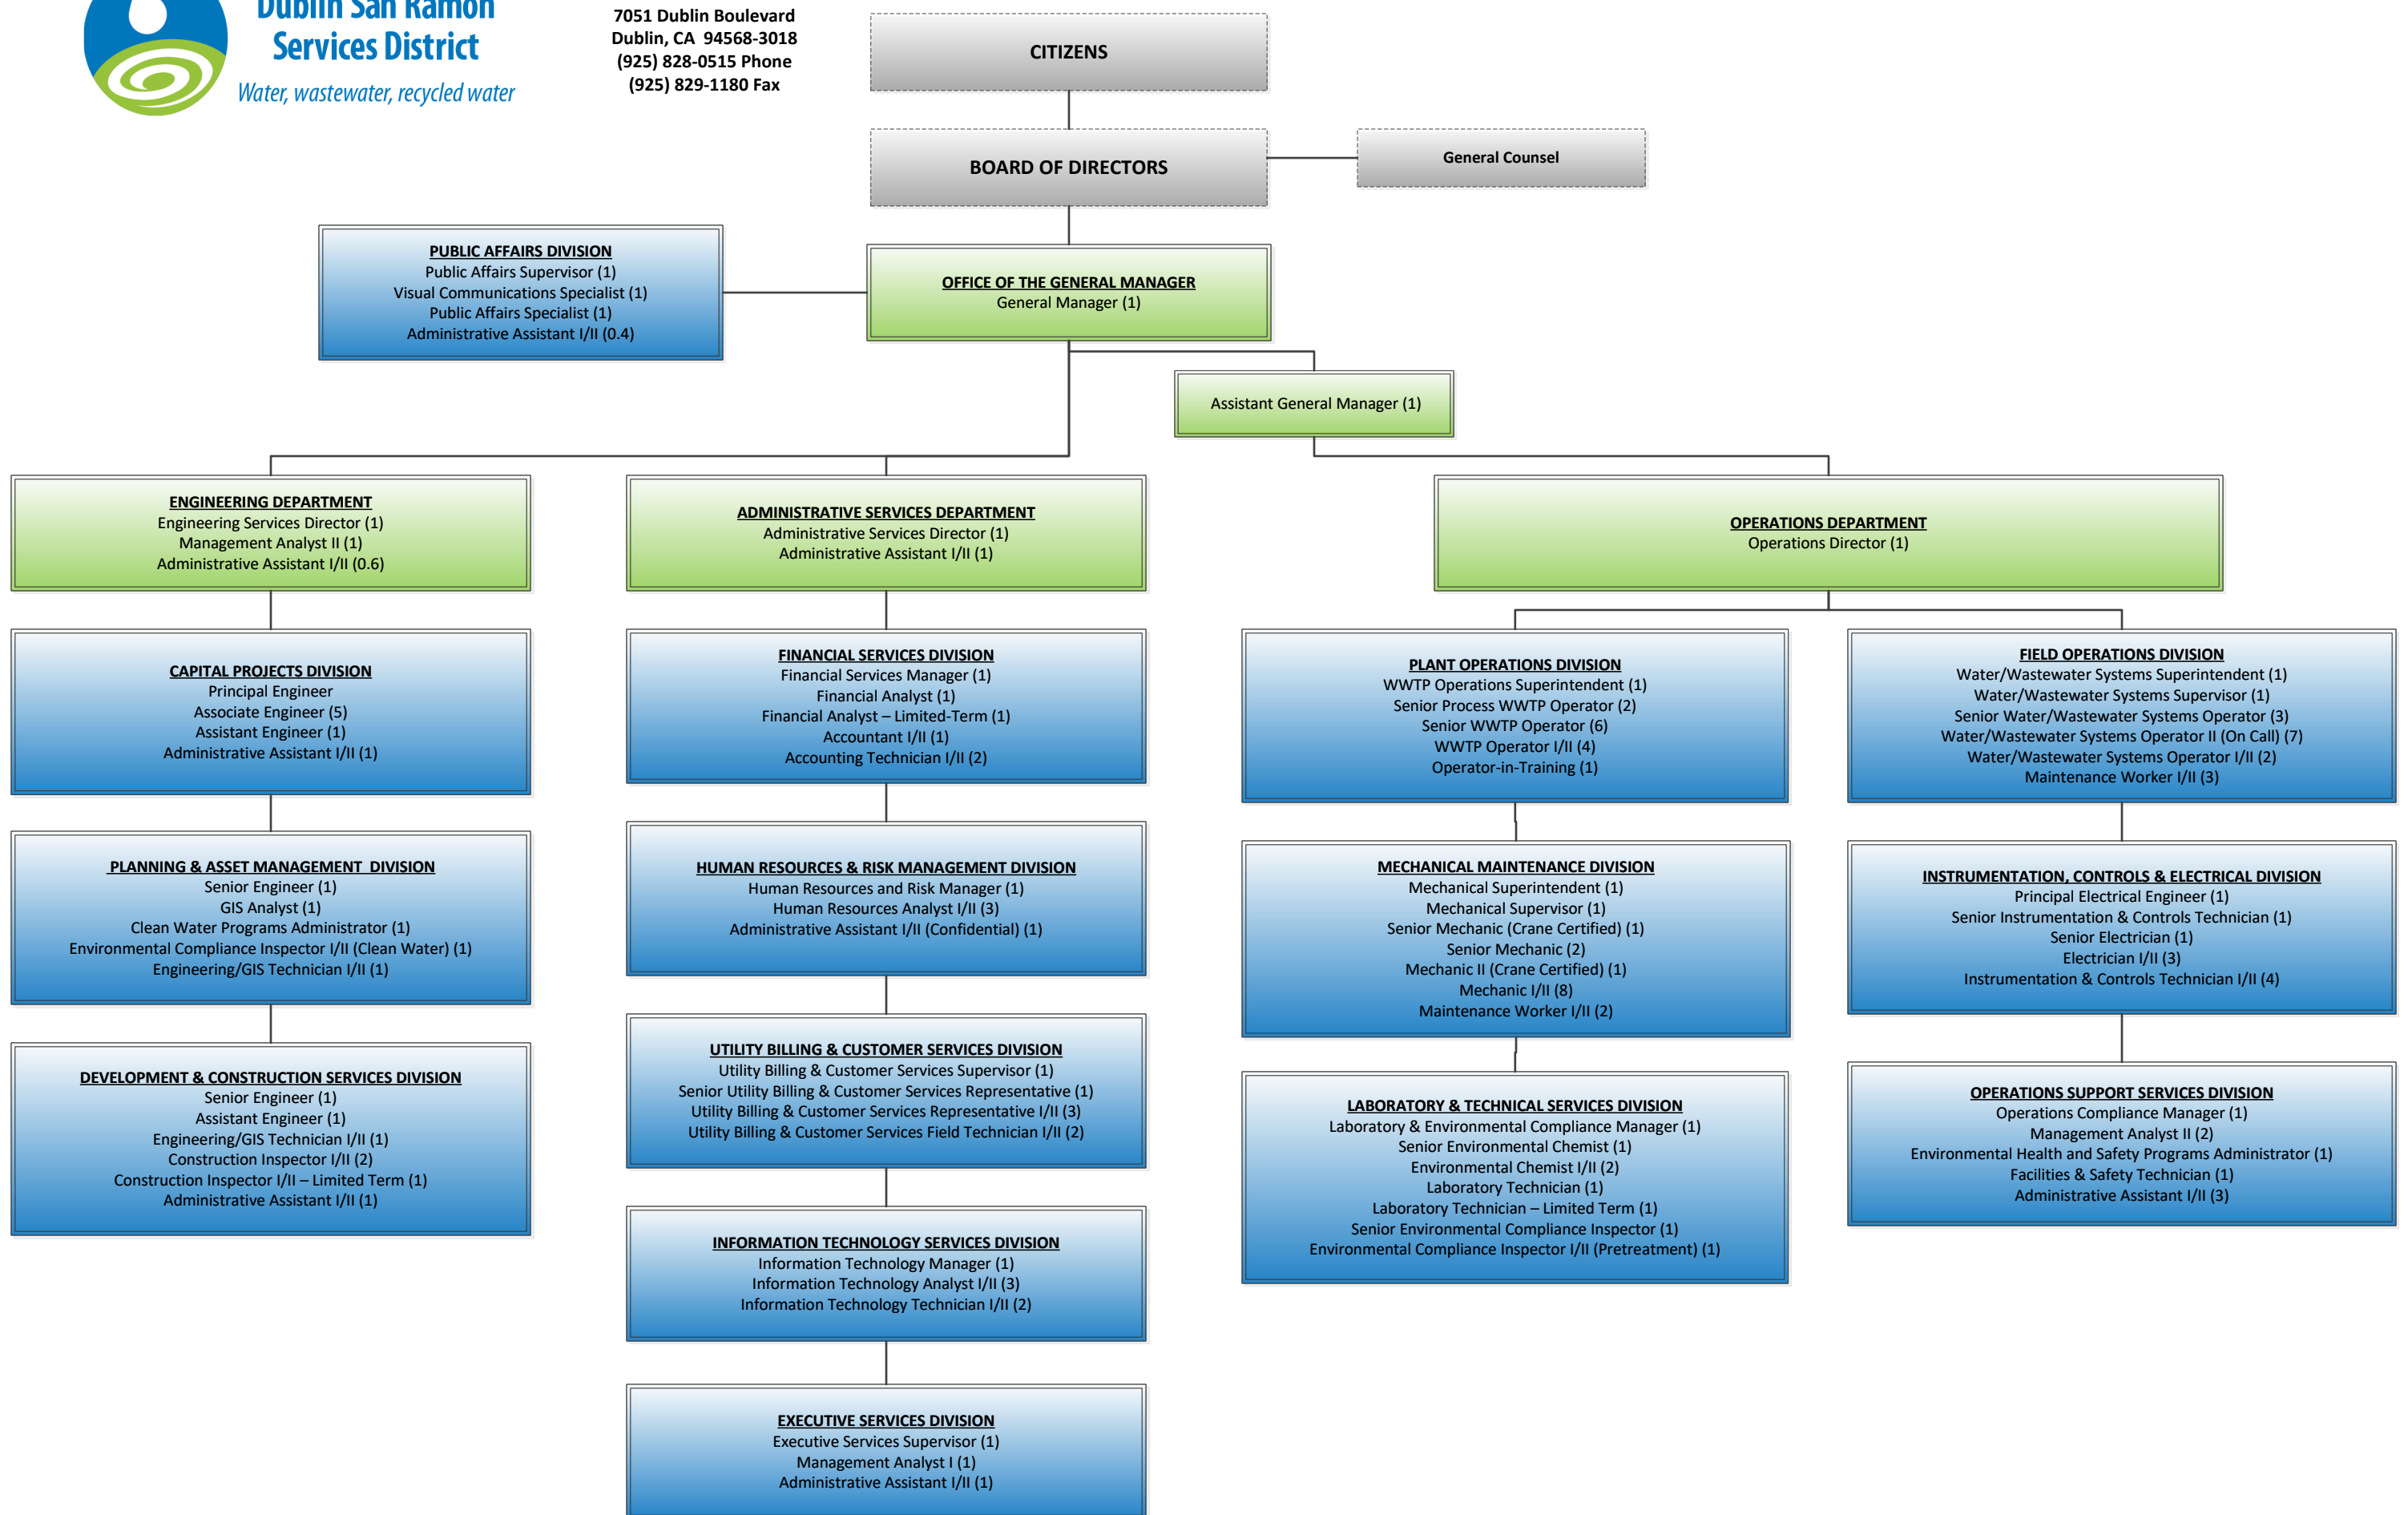 Dublin San Ramon
Services District
Water, wastewater, recycled water
7051 Dublin Boulevard
Dublin, CA  94568-3018
(925) 828-0515 Phone
(925) 829-1180 Fax
CITIZENS
BOARD OF DIRECTORS
General Counsel
PUBLIC AFFAIRS DIVISION
Public Affairs Supervisor (1)
Visual Communications Specialist (1)
Public Affairs Specialist (1)
Administrative Assistant I/II (0.4)
OFFICE OF THE GENERAL MANAGER
General Manager (1)
Assistant General Manager (1)
ENGINEERING DEPARTMENT
Engineering Services Director (1)
Management Analyst II (1)
Administrative Assistant I/II (0.6)
ADMINISTRATIVE SERVICES DEPARTMENT
Administrative Services Director (1)
Administrative Assistant I/II (1)
OPERATIONS DEPARTMENT
Operations Director (1)
CAPITAL PROJECTS DIVISION
Principal Engineer
Associate Engineer (5)
Assistant Engineer (1)
Administrative Assistant I/II (1)
FINANCIAL SERVICES DIVISION
Financial Services Manager (1)
Financial Analyst (1)
Financial Analyst – Limited-Term (1)
Accountant I/II (1)
Accounting Technician I/II (2)
PLANT OPERATIONS DIVISION
WWTP Operations Superintendent (1)
Senior Process WWTP Operator (2)
Senior WWTP Operator (6)
WWTP Operator I/II (4)
Operator-in-Training (1)
FIELD OPERATIONS DIVISION
Water/Wastewater Systems Superintendent (1)
Water/Wastewater Systems Supervisor (1)
Senior Water/Wastewater Systems Operator (3)
Water/Wastewater Systems Operator II (On Call) (7)
Water/Wastewater Systems Operator I/II (2)
Maintenance Worker I/II (3)
PLANNING & ASSET MANAGEMENT  DIVISION
Senior Engineer (1)
GIS Analyst (1)
Clean Water Programs Administrator (1)
Environmental Compliance Inspector I/II (Clean Water) (1)
Engineering/GIS Technician I/II (1)
HUMAN RESOURCES & RISK MANAGEMENT DIVISION
Human Resources and Risk Manager (1)
Human Resources Analyst I/II (3)
Administrative Assistant I/II (Confidential) (1)
MECHANICAL MAINTENANCE DIVISION
Mechanical Superintendent (1)
Mechanical Supervisor (1)
Senior Mechanic (Crane Certified) (1)
Senior Mechanic (2)
Mechanic II (Crane Certified) (1)
Mechanic I/II (8)
Maintenance Worker I/II (2)
INSTRUMENTATION, CONTROLS & ELECTRICAL DIVISION
Principal Electrical Engineer (1)
Senior Instrumentation & Controls Technician (1)
Senior Electrician (1)
Electrician I/II (3)
Instrumentation & Controls Technician I/II (4)
DEVELOPMENT & CONSTRUCTION SERVICES DIVISION
Senior Engineer (1)
Assistant Engineer (1)
Engineering/GIS Technician I/II (1)
Construction Inspector I/II (2)
Construction Inspector I/II – Limited Term (1)
Administrative Assistant I/II (1)
UTILITY BILLING & CUSTOMER SERVICES DIVISION
Utility Billing & Customer Services Supervisor (1)
Senior Utility Billing & Customer Services Representative (1)
Utility Billing & Customer Services Representative I/II (3)
Utility Billing & Customer Services Field Technician I/II (2)
LABORATORY & TECHNICAL SERVICES DIVISION
Laboratory & Environmental Compliance Manager (1)
Senior Environmental Chemist (1)
Environmental Chemist I/II (2)
Laboratory Technician (1)
Laboratory Technician – Limited Term (1)
Senior Environmental Compliance Inspector (1)
Environmental Compliance Inspector I/II (Pretreatment) (1)
OPERATIONS SUPPORT SERVICES DIVISION
Operations Compliance Manager (1)
Management Analyst II (2)
Environmental Health and Safety Programs Administrator (1)
Facilities & Safety Technician (1)
Administrative Assistant I/II (3)
INFORMATION TECHNOLOGY SERVICES DIVISION
Information Technology Manager (1)
Information Technology Analyst I/II (3)
Information Technology Technician I/II (2)
EXECUTIVE SERVICES DIVISION
Executive Services Supervisor (1)
Management Analyst I (1)
Administrative Assistant I/II (1)